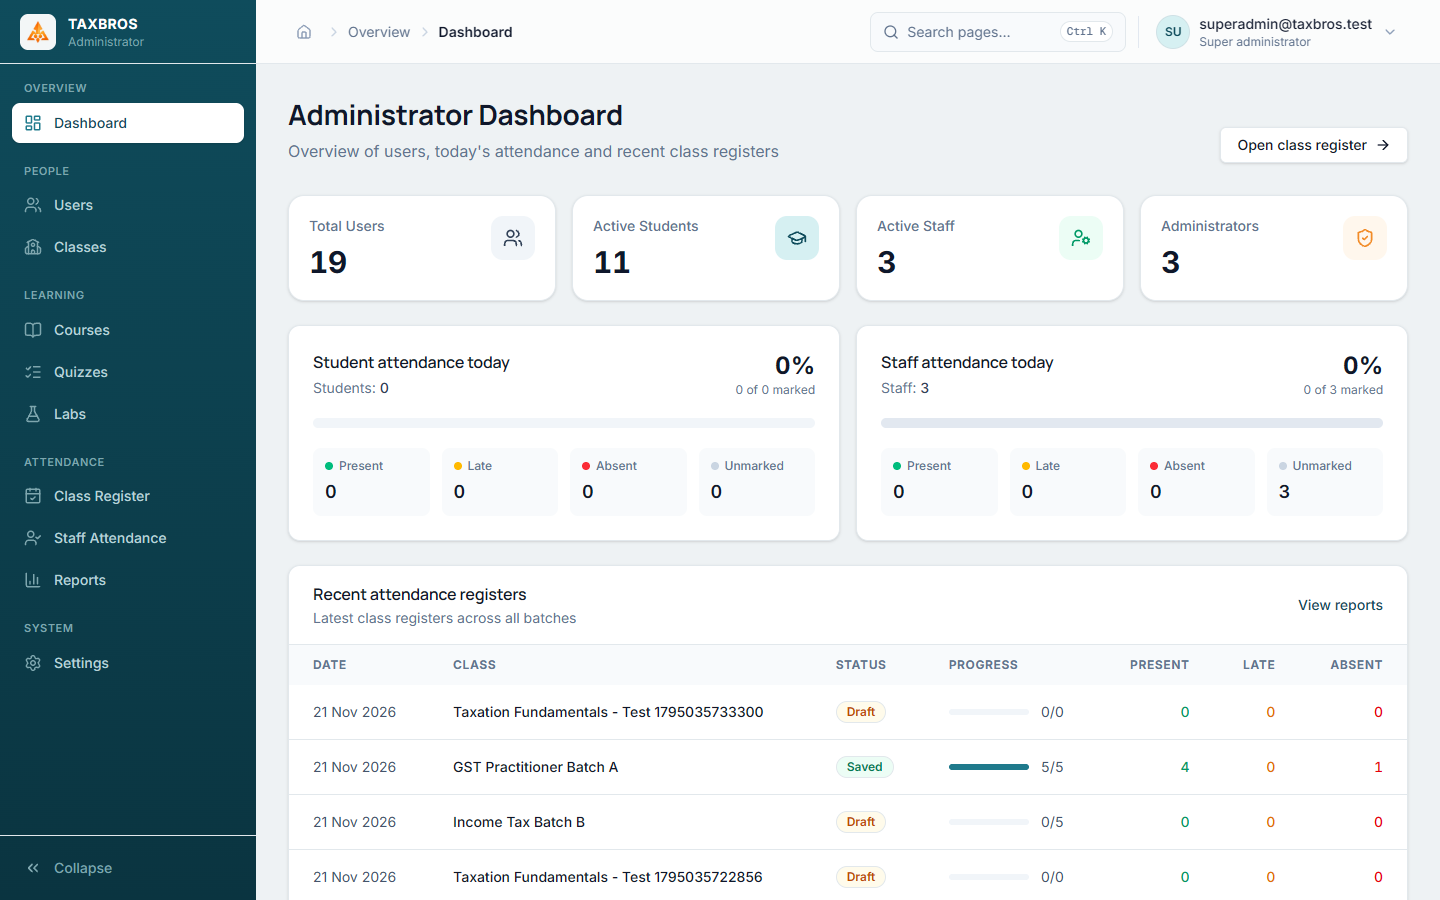 TAXBROS
Administrator
OVERVIEW
Dashboard
PEOPLE
Users
Classes
LEARNING
Courses
Quizzes
Labs
ATTENDANCE
Class Register
Staff Attendance
Reports
SYSTEM
Settings
Collapse
Overview
Dashboard
Search pages...
Ctrl K
SU
superadmin@taxbros.test
Super administrator
Administrator Dashboard
Overview of users, today's attendance and recent class registers
Open class register
Total Users
19
Active Students
11
Active Staff
3
Administrators
3
Student attendance today
0%
Students: 0
0 of 0 marked
Present
0
Late
0
Absent
0
Unmarked
0
Staff attendance today
0%
Staff: 3
0 of 3 marked
Present
0
Late
0
Absent
0
Unmarked
3
Recent attendance registers
Latest class registers across all batches
View reports
DATE CLASS STATUS PROGRESS PRESENT LATE ABSENT
21 Nov 2026 Taxation Fundamentals - Test 1795035733300 Draft 0/0 0 0 0
21 Nov 2026 GST Practitioner Batch A Saved 5/5 4 0 1
21 Nov 2026 Income Tax Batch B Draft 0/5 0 0 0
21 Nov 2026 Taxation Fundamentals - Test 1795035722856 Draft 0/0 0 0 0